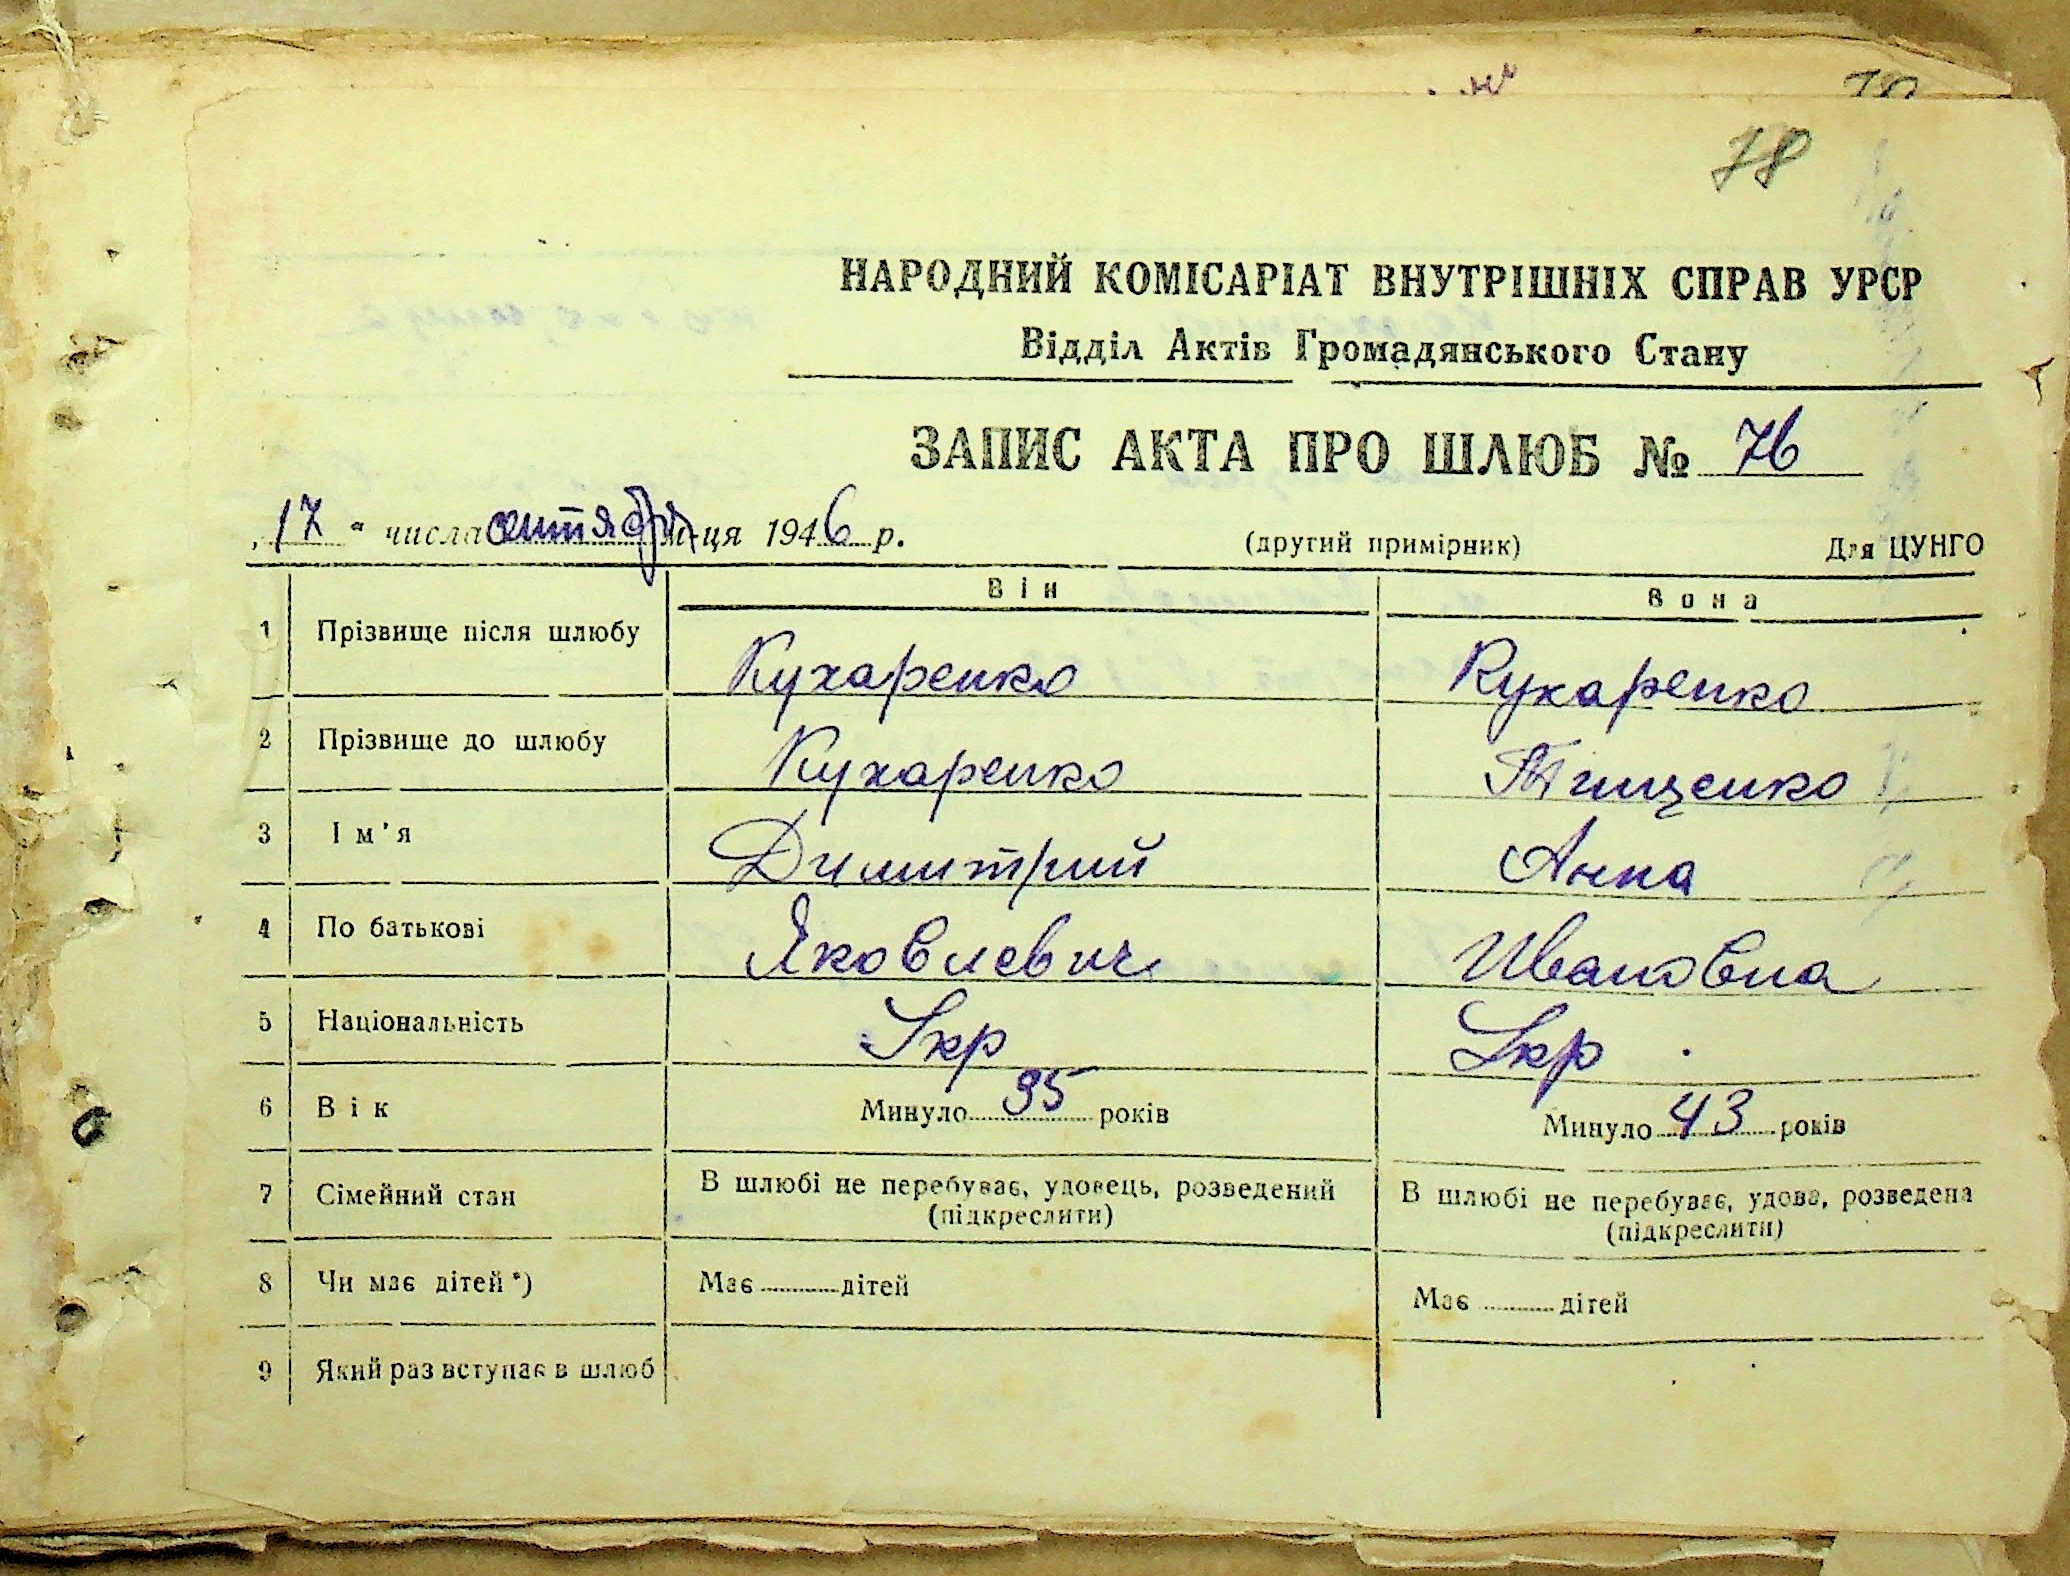 78
НАРОДНИЙ КОМІСАРІАТ ВНУТРІШНІХ СПРАВ УРСР
Відділ Актів Громадянського Стану
ЗАПИС АКТА ПРО ШЛЮБ № 76
„17 " числа сентября м-ця 1946 р. (другий примірник) Для ЦУНГО
Він Вона
1 Прізвище після шлюбу Кухаренко Кухаренко
2 Прізвище до шлюбу Кухаренко Тищенко
3 Ім'я Димитрий Анна
4 По батькові Яковлевич Ивановна
5 Національність Укр Укр
6 Вік Минуло 35 років Минуло 43 років
7 Сімейний стан В шлюбі не перебуває, удовець, розведений В шлюбі не перебуває, удова, розведена
(підкреслити) (підкреслити)
8 Чи має дітей*) Має дітей Має дітей
9 Який раз вступає в шлюб